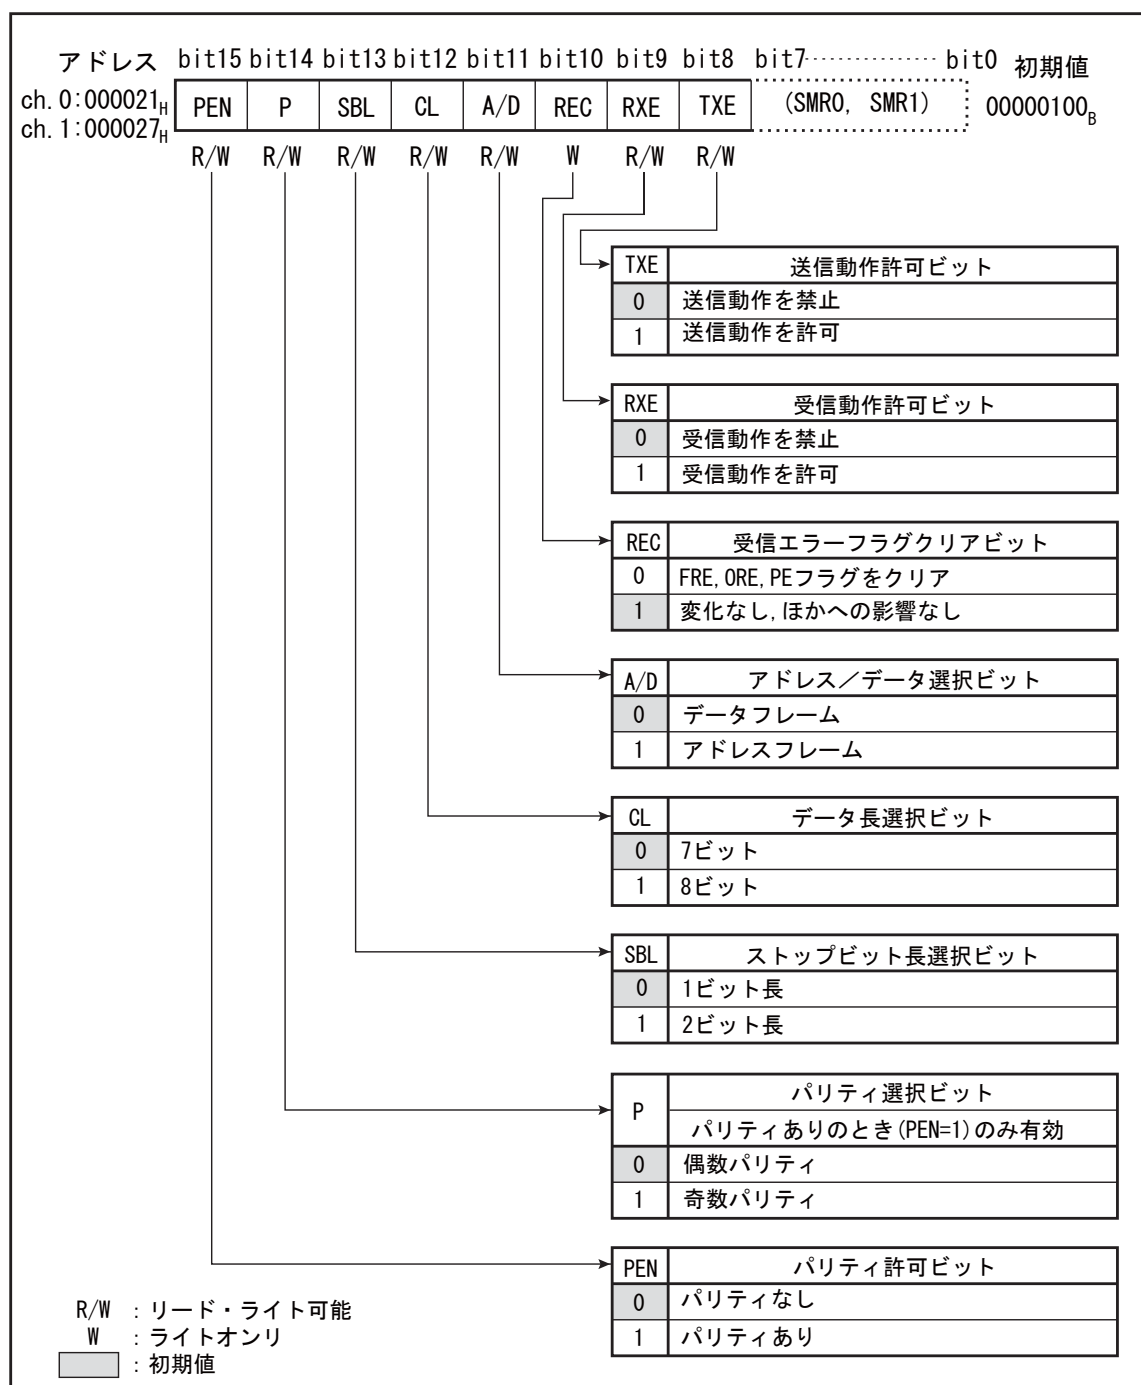 アドレス bit15 bit14 bit13 bit12 bit11 bit10 bit9 bit8 bit7 bit0 初期値
ch.0:000021H PEN P SBL CL A/D REC RXE TXE (SMR0, SMR1) 00000100B
ch.1:000027H
R/W R/W R/W R/W R/W W R/W R/W
TXE 送信動作許可ビット
0 送信動作を禁止
1 送信動作を許可
RXE 受信動作許可ビット
0 受信動作を禁止
1 受信動作を許可
REC 受信エラーフラグクリアビット
0 FRE,ORE,PEフラグをクリア
1 変化なし,ほかへの影響なし
A/D アドレス／データ選択ビット
0 データフレーム
1 アドレスフレーム
CL データ長選択ビット
0 7ビット
1 8ビット
SBL ストップビット長選択ビット
0 1ビット長
1 2ビット長
P パリティ選択ビット
パリティありのとき(PEN=1)のみ有効
0 偶数パリティ
1 奇数パリティ
PEN パリティ許可ビット
0 パリティなし
1 パリティあり
R/W :リード・ライト可能
W :ライトオンリ
:初期値